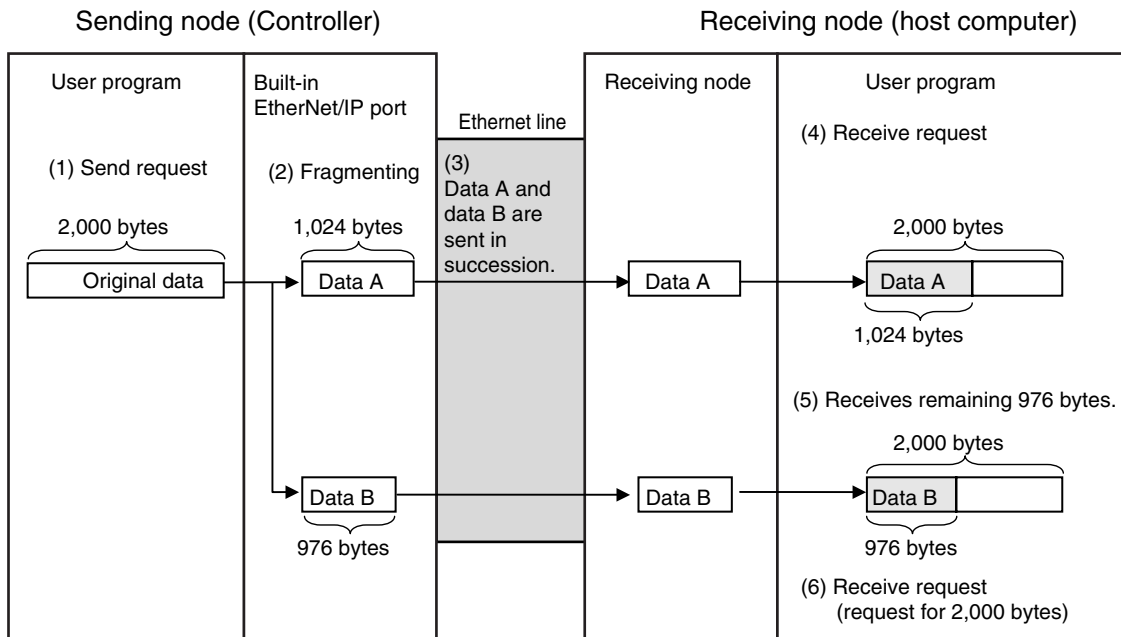 Sending node (Controller)
Receiving node (host computer)
User program
Built-in
EtherNet/IP port
Ethernet line
Receiving node
User program
(1) Send request
(2) Fragmenting
(3)
Data A and
data B are
sent in
succession.
(4) Receive request
2,000 bytes
1,024 bytes
2,000 bytes
Original data
Data A
Data A
Data A
1,024 bytes
(5) Receives remaining 976 bytes.
2,000 bytes
Data B
Data B
Data B
976 bytes
976 bytes
(6) Receive request
(request for 2,000 bytes)